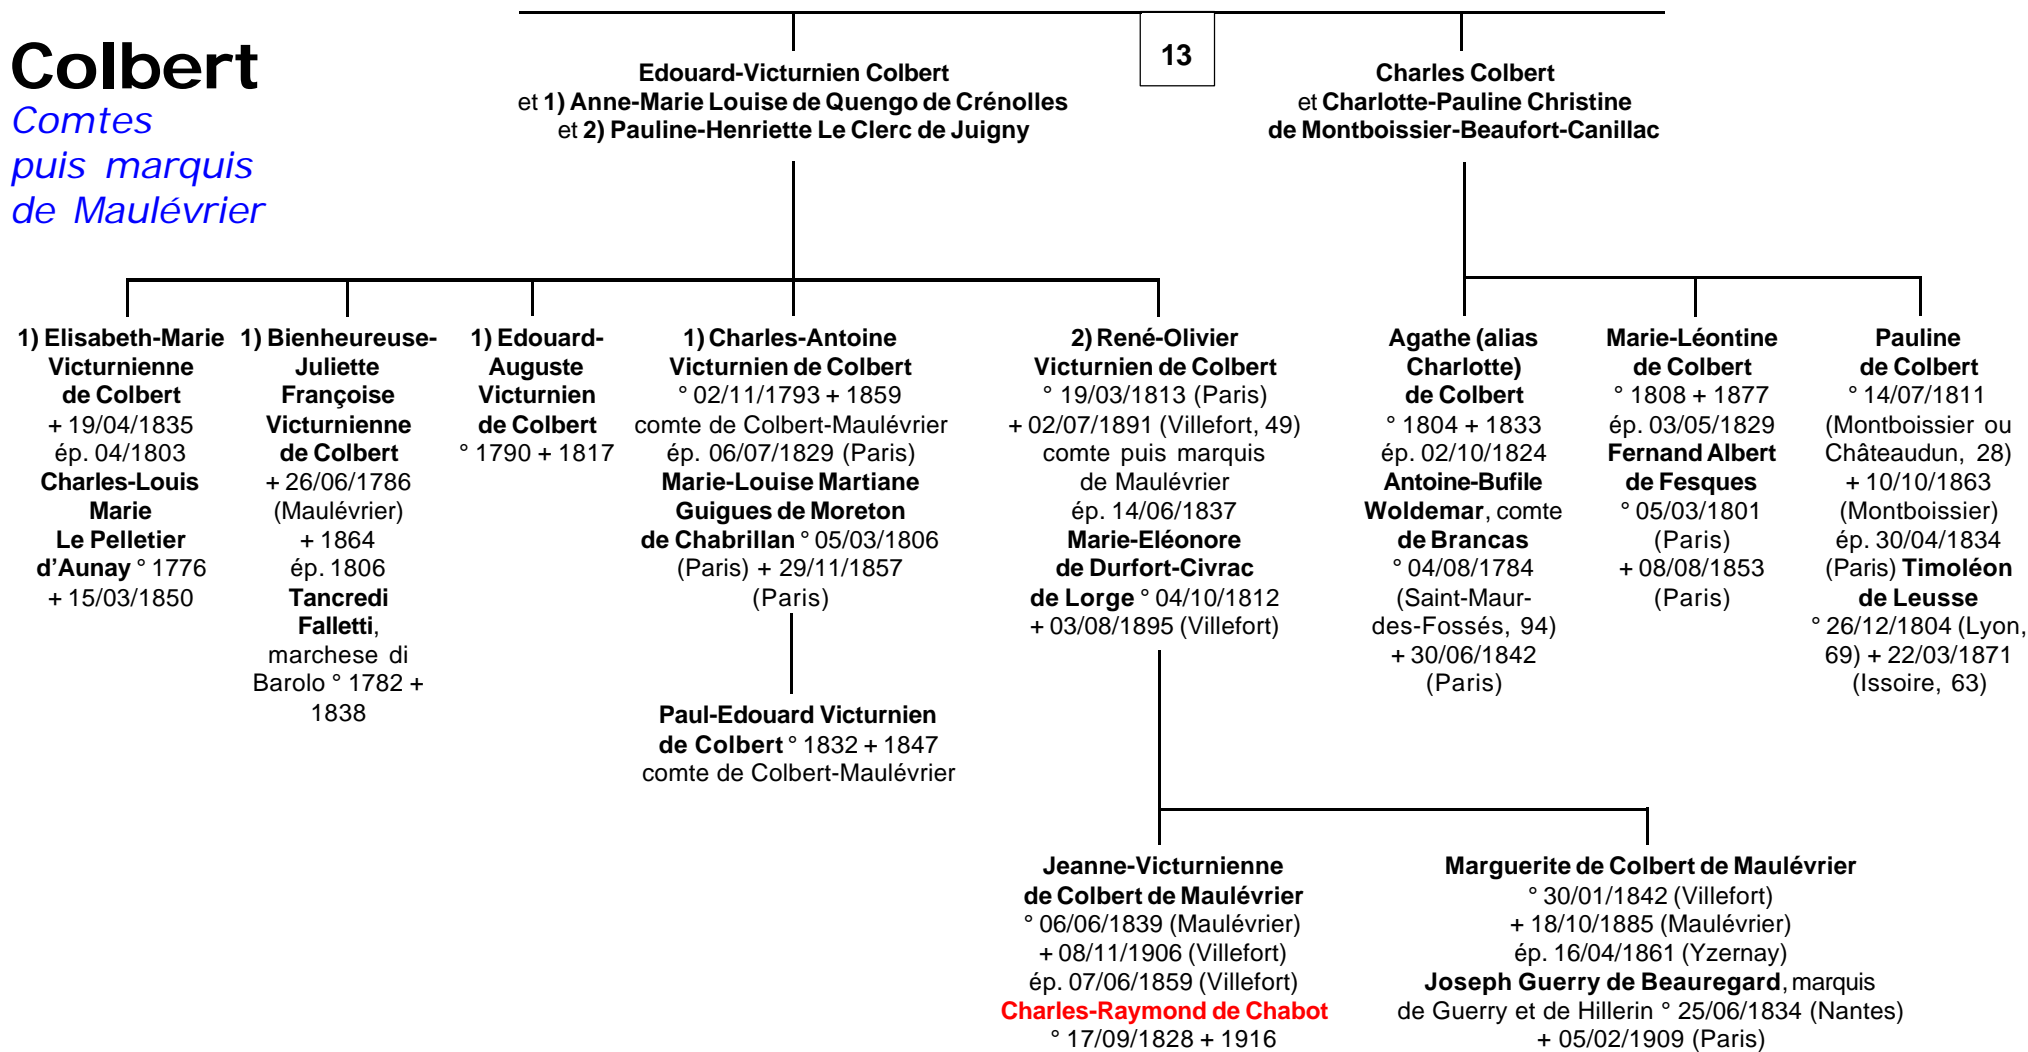 Colbert
Comtes
puis marquis
de Maulévrier
13
Edouard-Victurnien Colbert
et 1) Anne-Marie Louise de Quengo de Crénolles
et 2) Pauline-Henriette Le Clerc de Juigny
Charles Colbert
et Charlotte-Pauline Christine
de Montboissier-Beaufort-Canillac
1) Elisabeth-Marie
Victurnienne
de Colbert
+ 19/04/1835
ép. 04/1803
Charles-Louis
Marie
Le Pelletier
d'Aunay ° 1776
+ 15/03/1850
1) Bienheureuse-
Juliette
Françoise
Victurnienne
de Colbert
+ 26/06/1786
(Maulévrier)
+ 1864
ép. 1806
Tancredi
Falletti,
marchese di
Barolo ° 1782 +
1838
1) Edouard-
Auguste
Victurnien
de Colbert
° 1790 + 1817
1) Charles-Antoine
Victurnien de Colbert
° 02/11/1793 + 1859
comte de Colbert-Maulévrier
ép. 06/07/1829 (Paris)
Marie-Louise Martiane
Guigues de Moreton
de Chabrillan ° 05/03/1806
(Paris) + 29/11/1857
(Paris)
2) René-Olivier
Victurnien de Colbert
° 19/03/1813 (Paris)
+ 02/07/1891 (Villefort, 49)
comte puis marquis
de Maulévrier
ép. 14/06/1837
Marie-Eléonore
de Durfort-Civrac
de Lorge ° 04/10/1812
+ 03/08/1895 (Villefort)
Agathe (alias
Charlotte)
de Colbert
° 1804 + 1833
ép. 02/10/1824
Antoine-Bufile
Woldemar, comte
de Brancas
° 04/08/1784
(Saint-Maur-
des-Fossés, 94)
+ 30/06/1842
(Paris)
Marie-Léontine
de Colbert
° 1808 + 1877
ép. 03/05/1829
Fernand Albert
de Fesques
° 05/03/1801
(Paris)
+ 08/08/1853
(Paris)
Pauline
de Colbert
° 14/07/1811
(Montboissier ou
Châteaudun, 28)
+ 10/10/1863
(Montboissier)
ép. 30/04/1834
(Paris) Timoléon
de Leusse
° 26/12/1804 (Lyon,
69) + 22/03/1871
(Issoire, 63)
Paul-Edouard Victurnien
de Colbert ° 1832 + 1847
comte de Colbert-Maulévrier
Jeanne-Victurnienne
de Colbert de Maulévrier
° 06/06/1839 (Maulévrier)
+ 08/11/1906 (Villefort)
ép. 07/06/1859 (Villefort)
Charles-Raymond de Chabot
° 17/09/1828 + 1916
Marguerite de Colbert de Maulévrier
° 30/01/1842 (Villefort)
+ 18/10/1885 (Maulévrier)
ép. 16/04/1861 (Yzernay)
Joseph Guerry de Beauregard, marquis
de Guerry et de Hillerin ° 25/06/1834 (Nantes)
+ 05/02/1909 (Paris)